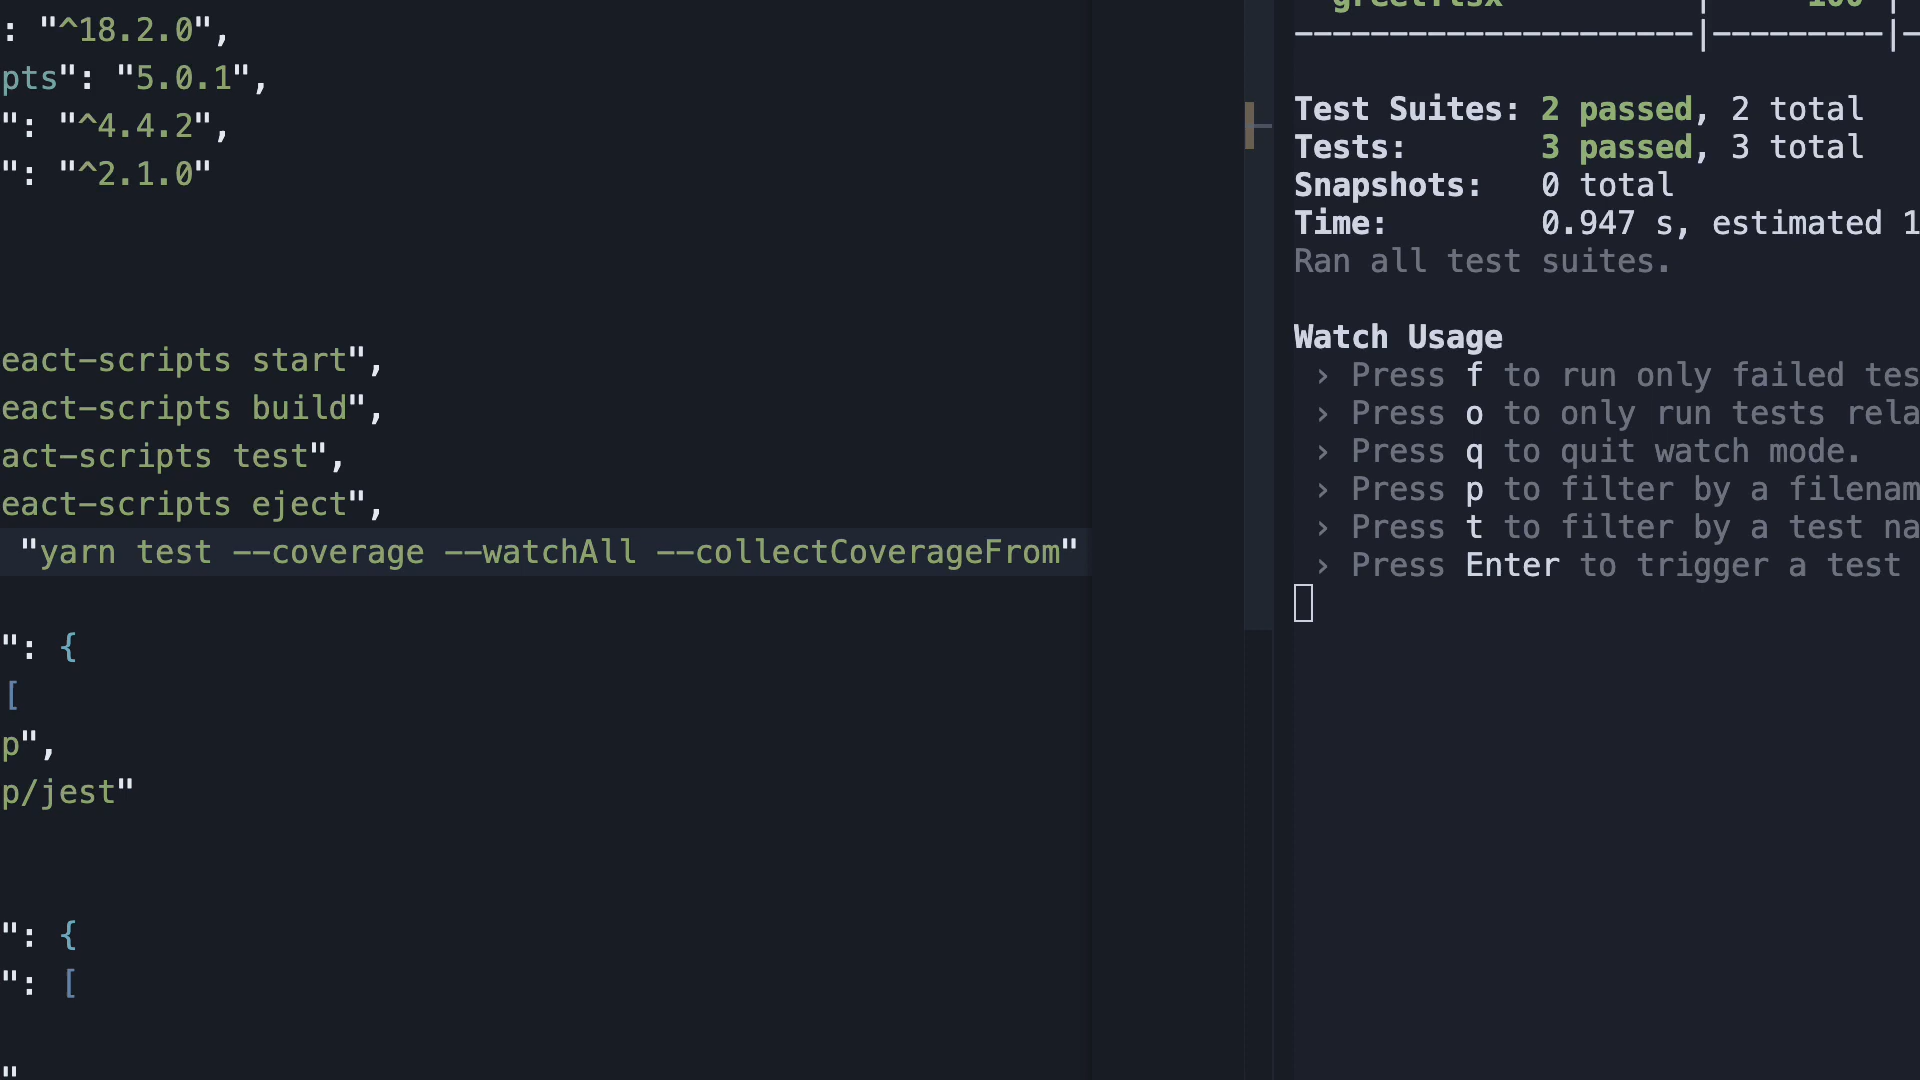 : "^18.2.0",
pts": "5.0.1",
": "^4.4.2",
": "^2.1.0"
eact-scripts start",
eact-scripts build",
act-scripts test",
eact-scripts eject",
"yarn test --coverage --watchAll --collectCoverageFrom"
": {
[
p",
p/jest"
": {
": [
"
greet.tsx | 100 |
---------------------|---------|-
Test Suites: 2 passed, 2 total
Tests: 3 passed, 3 total
Snapshots: 0 total
Time: 0.947 s, estimated 1
Ran all test suites.
Watch Usage
› Press f to run only failed tes
› Press o to only run tests rela
› Press q to quit watch mode.
› Press p to filter by a filenam
› Press t to filter by a test na
› Press Enter to trigger a test